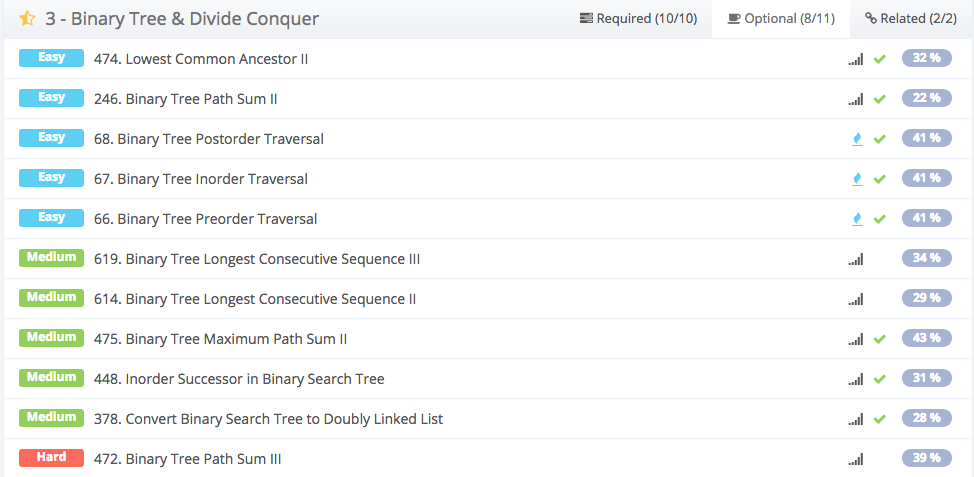 3 - Binary Tree & Divide Conquer Required (10/10) Optional (8/11) Related (2/2)
Easy 474. Lowest Common Ancestor II 32 %
Easy 246. Binary Tree Path Sum II 22 %
Easy 68. Binary Tree Postorder Traversal 41 %
Easy 67. Binary Tree Inorder Traversal 41 %
Easy 66. Binary Tree Preorder Traversal 41 %
Medium 619. Binary Tree Longest Consecutive Sequence III 34 %
Medium 614. Binary Tree Longest Consecutive Sequence II 29 %
Medium 475. Binary Tree Maximum Path Sum II 43 %
Medium 448. Inorder Successor in Binary Search Tree 31 %
Medium 378. Convert Binary Search Tree to Doubly Linked List 28 %
Hard 472. Binary Tree Path Sum III 39 %